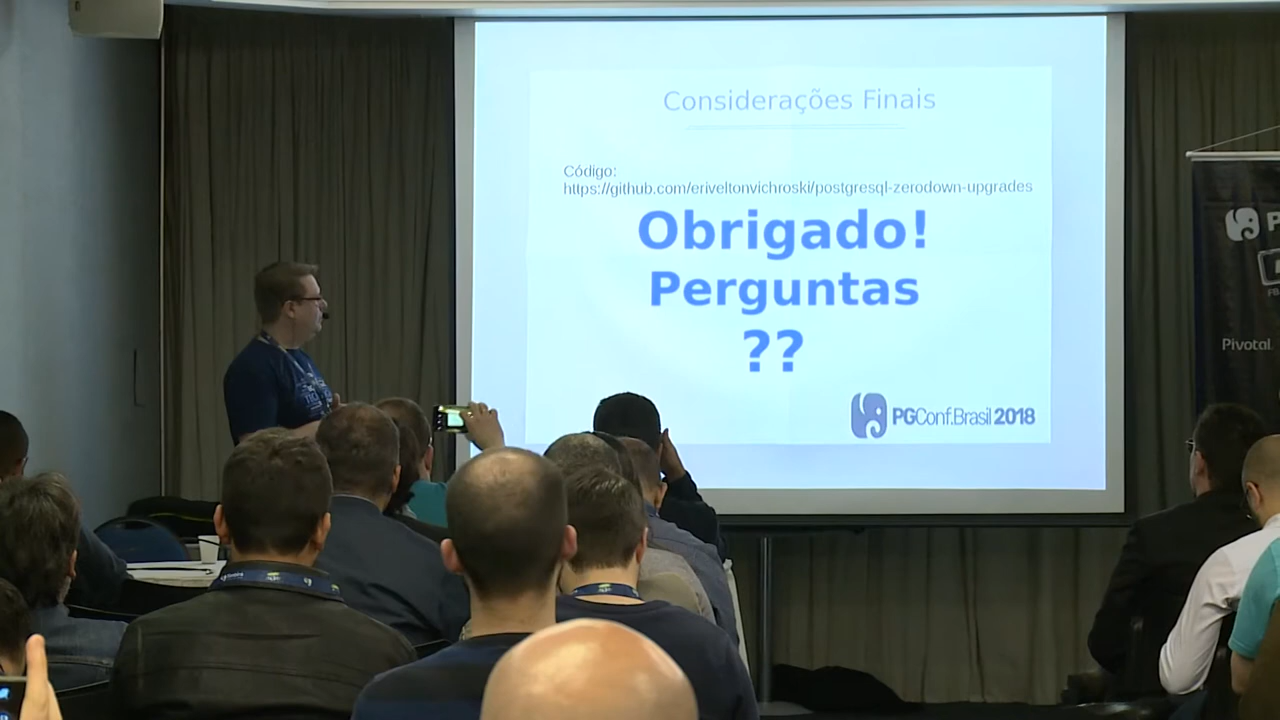 Considerações Finais
Código:
https://github.com/eriveltonvichroski/postgresql-zerodown-upgrades
Obrigado!
Perguntas
??
PGConf.Brasil 2018
Pivotal